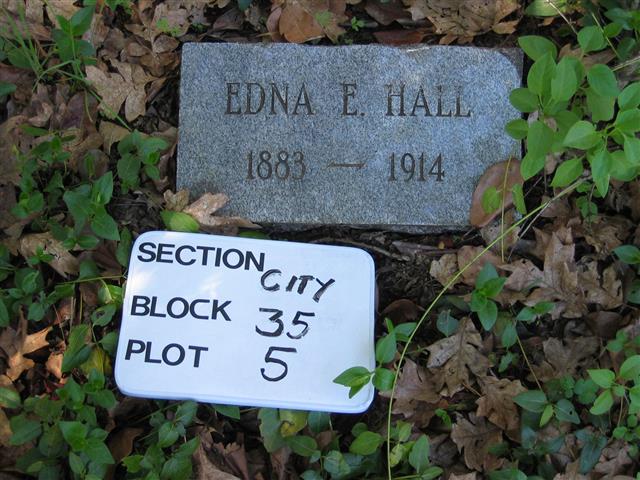 EDNA E. HALL
1883 — 1914
SECTION CITY
BLOCK 35
PLOT 5